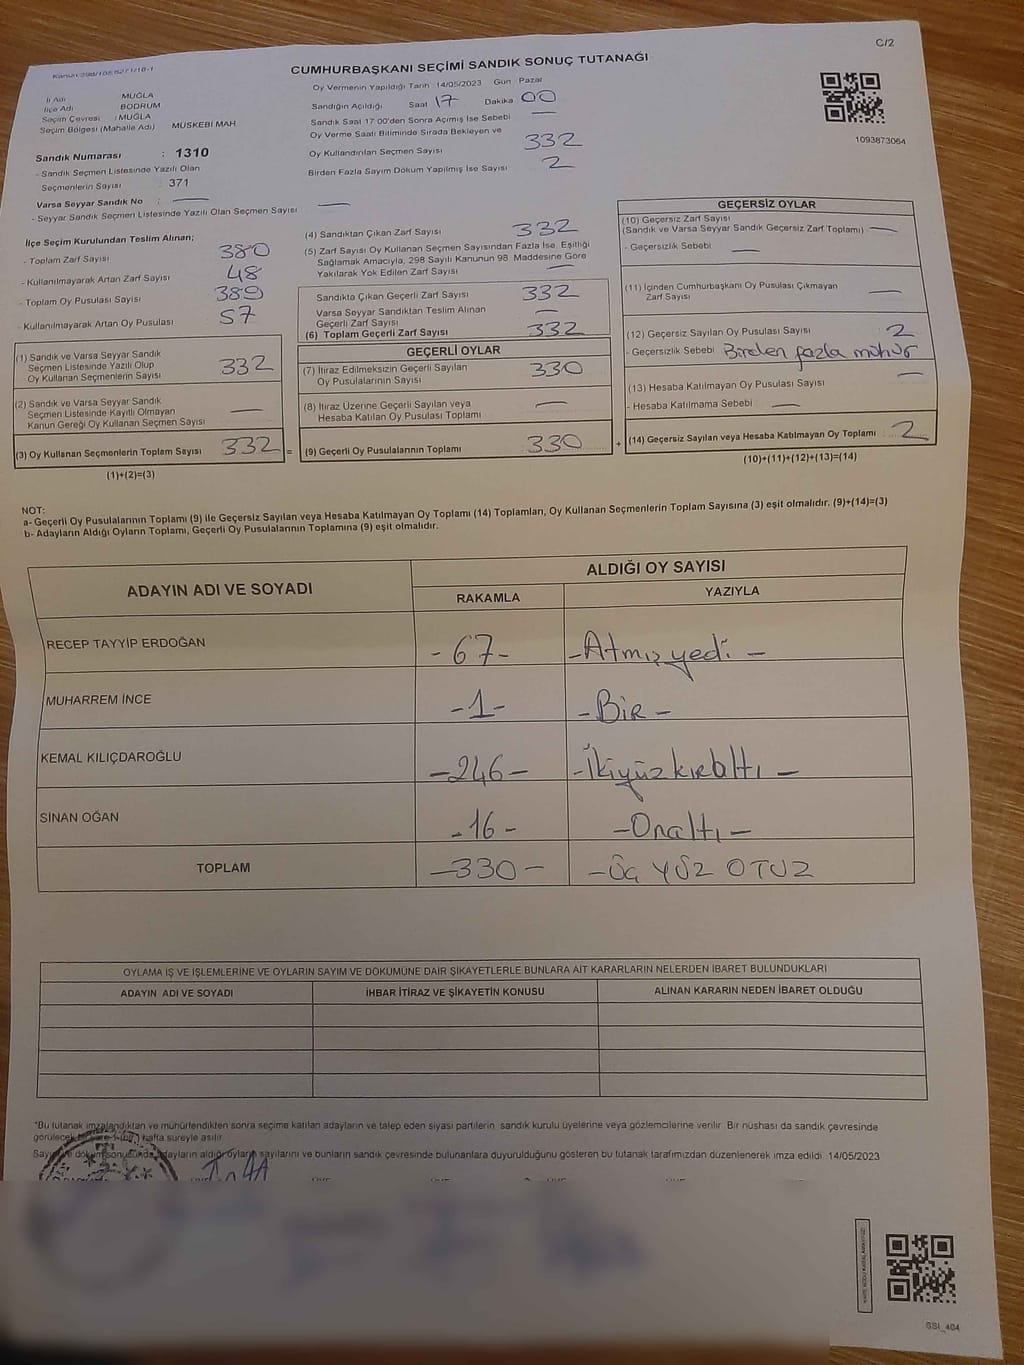 C/2
CUMHURBAŞKANI SEÇİMİ SANDIK SONUÇ TUTANAĞI
İl Adı : MUĞLA
İlçe Adı : BODRUM
Seçim Çevresi : MUĞLA
Seçim Bölgesi (Mahalle Adı) MÜSKEBİ MAH
Sandık Numarası : 1310
- Sandık Seçmen Listesinde Yazılı Olan
Seçmenlerin Sayısı : 371
Varsa Seyyar Sandık No :
- Seyyar Sandık Seçmen Listesinde Yazılı Olan Seçmen Sayısı
Oy Vermenin Yapıldığı Tarih 14/05/2023 Gün Pazar
Sandığın Açıldığı Saat 17 Dakika 00
Sandık Saat 17:00'den Sonra Açmış İse Sebebi —
Oy Verme Saati Bitiminde Sırada Bekleyen ve
Oy Kullandırılan Seçmen Sayısı 332
Birden Fazla Sayım Döküm Yapılmış İse Sayısı 2
1093873064
İlçe Seçim Kurulundan Teslim Alınan;
- Toplam Zarf Sayısı 380
- Kullanılmayarak Artan Zarf Sayısı 48
- Toplam Oy Pusulası Sayısı 389
- Kullanılmayarak Artan Oy Pusulası 57
(1) Sandık ve Varsa Seyyar Sandık
Seçmen Listesinde Yazılı Olup
Oy Kullanan Seçmenlerin Sayısı 332
(2) Sandık ve Varsa Seyyar Sandık
Seçmen Listesinde Kayıtlı Olmayan
Kanun Gereği Oy Kullanan Seçmen Sayısı —
(3) Oy Kullanan Seçmenlerin Toplam Sayısı 332 =
(1)+(2)=(3)
(4) Sandıktan Çıkan Zarf Sayısı 332
(5) Zarf Sayısı Oy Kullanan Seçmen Sayısından Fazla İse, Eşitliği
Sağlamak Amacıyla, 298 Sayılı Kanunun 98 Maddesine Göre
Yakılarak Yok Edilen Zarf Sayısı —
Sandıkta Çıkan Geçerli Zarf Sayısı 332
Varsa Seyyar Sandıktan Teslim Alınan
Geçerli Zarf Sayısı —
(6) Toplam Geçerli Zarf Sayısı 332
GEÇERLİ OYLAR
(7) İtiraz Edilmeksizin Geçerli Sayılan
Oy Pusulalarının Sayısı 330
(8) İtiraz Üzerine Geçerli Sayılan veya
Hesaba Katılan Oy Pusulası Toplamı —
(9) Geçerli Oy Pusulalarının Toplamı 330 +
GEÇERSİZ OYLAR
(10) Geçersiz Zarf Sayısı
(Sandık ve Varsa Seyyar Sandık Geçersiz Zarf Toplamı) —
- Geçersizlik Sebebi —
(11) İçinden Cumhurbaşkanı Oy Pusulası Çıkmayan
Zarf Sayısı —
(12) Geçersiz Sayılan Oy Pusulası Sayısı 2
- Geçersizlik Sebebi Birden fazla mühür
(13) Hesaba Katılmayan Oy Pusulası Sayısı —
- Hesaba Katılmama Sebebi —
(14) Geçersiz Sayılan veya Hesaba Katılmayan Oy Toplamı 2
(10)+(11)+(12)+(13)=(14)
NOT:
a- Geçerli Oy Pusulalarının Toplamı (9) ile Geçersiz Sayılan veya Hesaba Katılmayan Oy Toplamı (14) Toplamları, Oy Kullanan Seçmenlerin Toplam Sayısına (3) eşit olmalıdır. (9)+(14)=(3)
b- Adayların Aldığı Oyların Toplamı, Geçerli Oy Pusulalarının Toplamına (9) eşit olmalıdır.
ADAYIN ADI VE SOYADI
ALDIĞI OY SAYISI
RAKAMLA YAZIYLA
RECEP TAYYİP ERDOĞAN - 67 - - Atmış yedi -
MUHARREM İNCE - 1 - - Bir -
KEMAL KILIÇDAROĞLU - 246 - - İkiyüzkırkaltı -
SİNAN OĞAN - 16 - - Onaltı -
TOPLAM - 330 - - ÜÇ YÜZ OTUZ
OYLAMA İŞ VE İŞLEMLERİNE VE OYLARIN SAYIM VE DÖKÜMÜNE DAİR ŞİKAYETLERLE BUNLARA AİT KARARLARIN NELERDEN İBARET BULUNDUKLARI
ADAYIN ADI VE SOYADI İHBAR İTİRAZ VE ŞİKAYETİN KONUSU ALINAN KARARIN NEDEN İBARET OLDUĞU
*Bu tutanak imzalandıktan ve mühürlendikten sonra seçime katılan adayların ve talep eden siyasi partilerin sandık kurulu üyelerine veya gözlemcilerine verilir. Bir nüshası da sandık çevresinde
görülecek bir yere 1 (bir) hafta süreyle asılır.
Sayım ve döküm sonucunda adayların aldığı oyların sayılarını ve bunların sandık çevresinde bulunanlara duyurulduğunu gösteren bu tutanak tarafımızdan düzenlenerek imza edildi. 14/05/2023
GSI_404